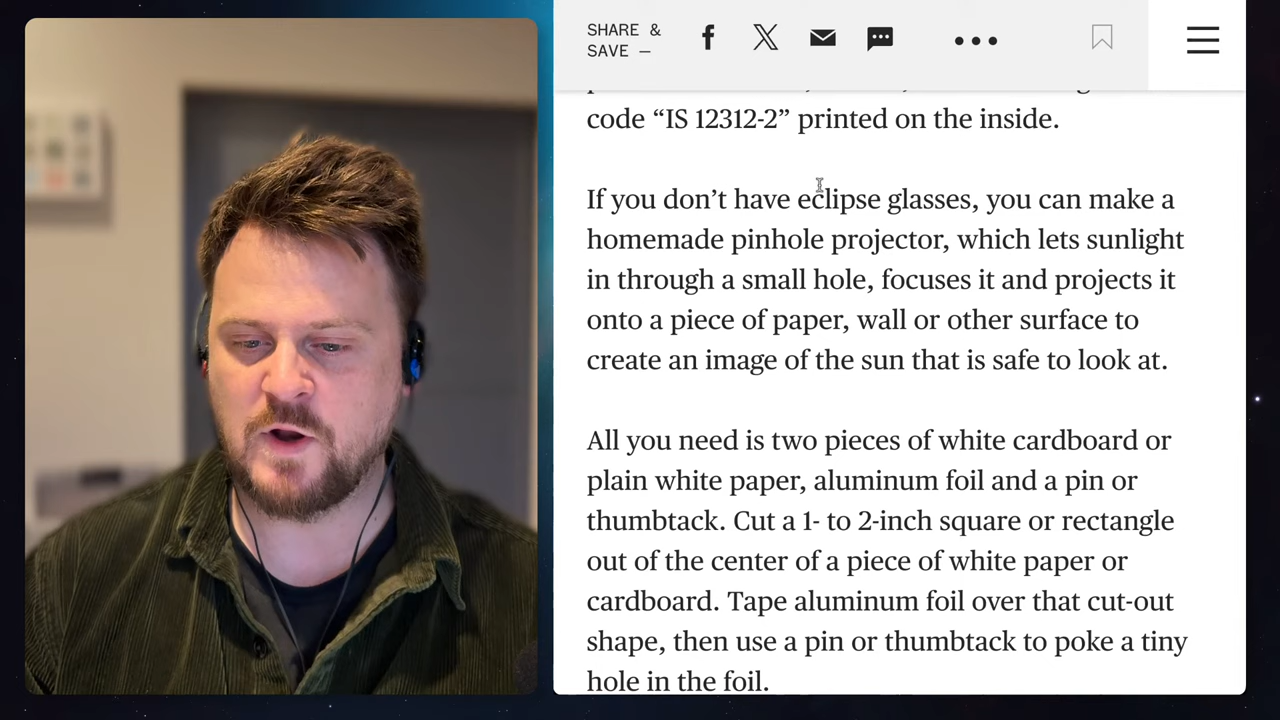 SHARE &
SAVE —
code “IS 12312-2” printed on the inside.
If you don’t have eclipse glasses, you can make a
homemade pinhole projector, which lets sunlight
in through a small hole, focuses it and projects it
onto a piece of paper, wall or other surface to
create an image of the sun that is safe to look at.
All you need is two pieces of white cardboard or
plain white paper, aluminum foil and a pin or
thumbtack. Cut a 1- to 2-inch square or rectangle
out of the center of a piece of white paper or
cardboard. Tape aluminum foil over that cut-out
shape, then use a pin or thumbtack to poke a tiny
hole in the foil.